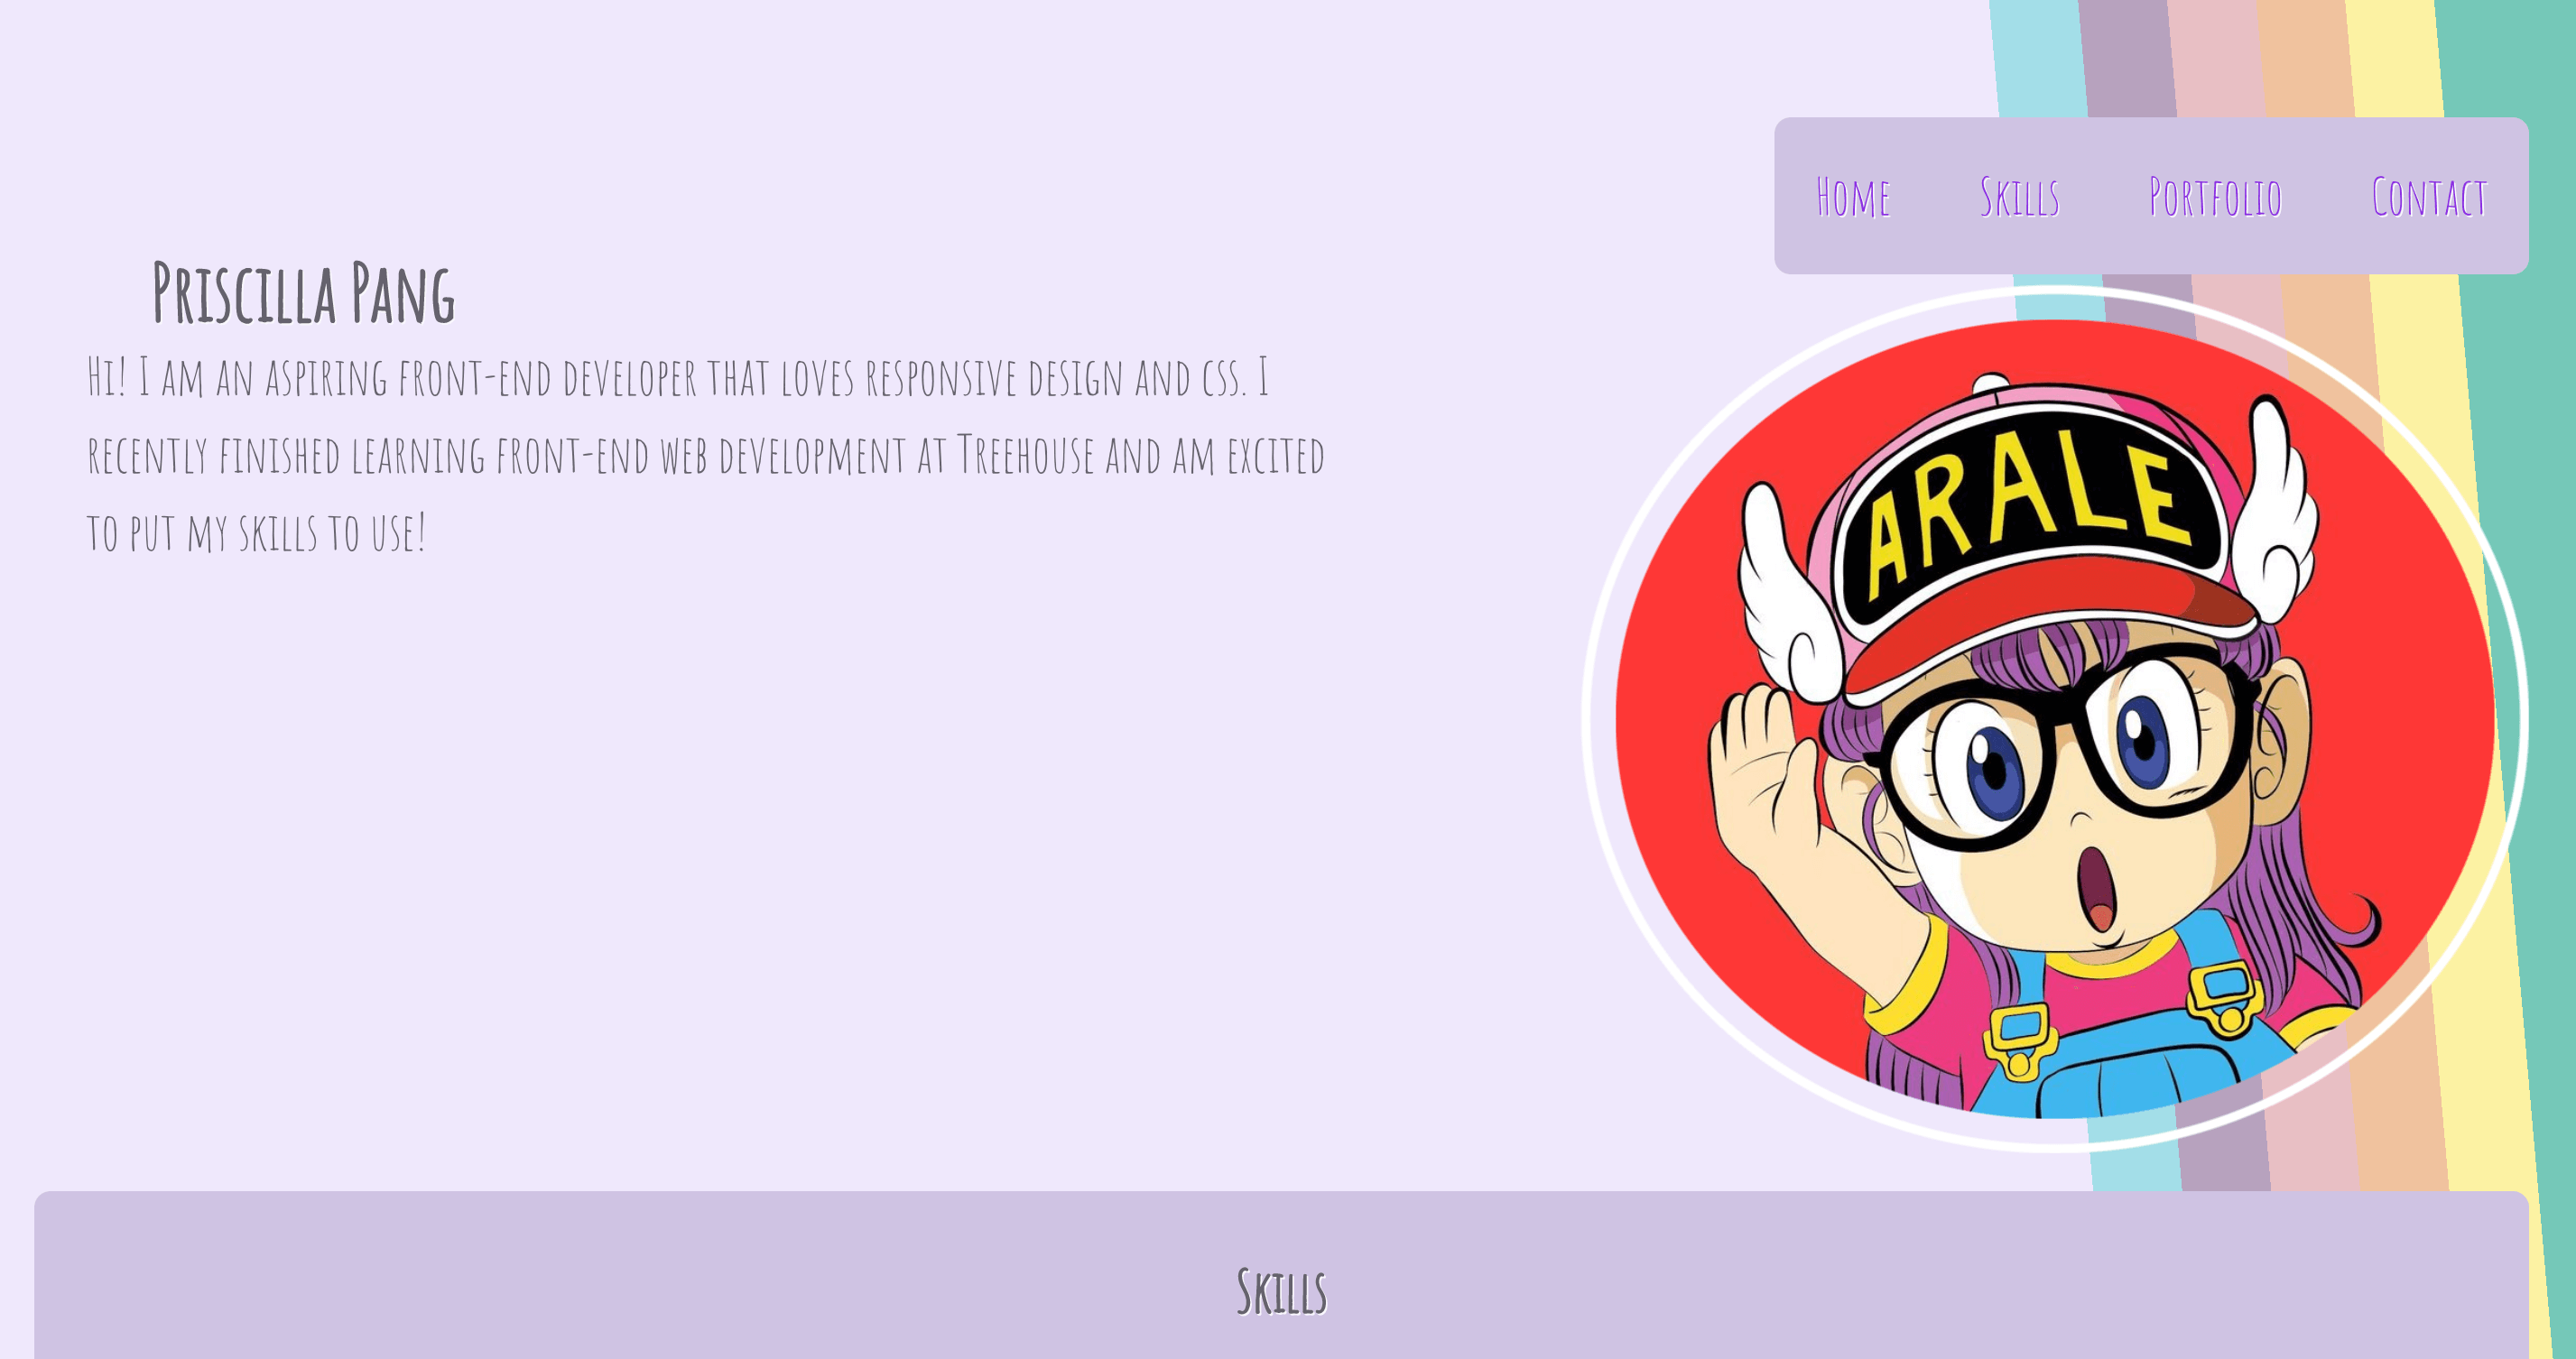 Home Skills Portfolio Contact
Priscilla Pang
Hi! I am an aspiring front-end developer that loves responsive design and css. I
recently finished learning front-end web development at Treehouse and am excited
to put my skills to use!
ARALE
Skills